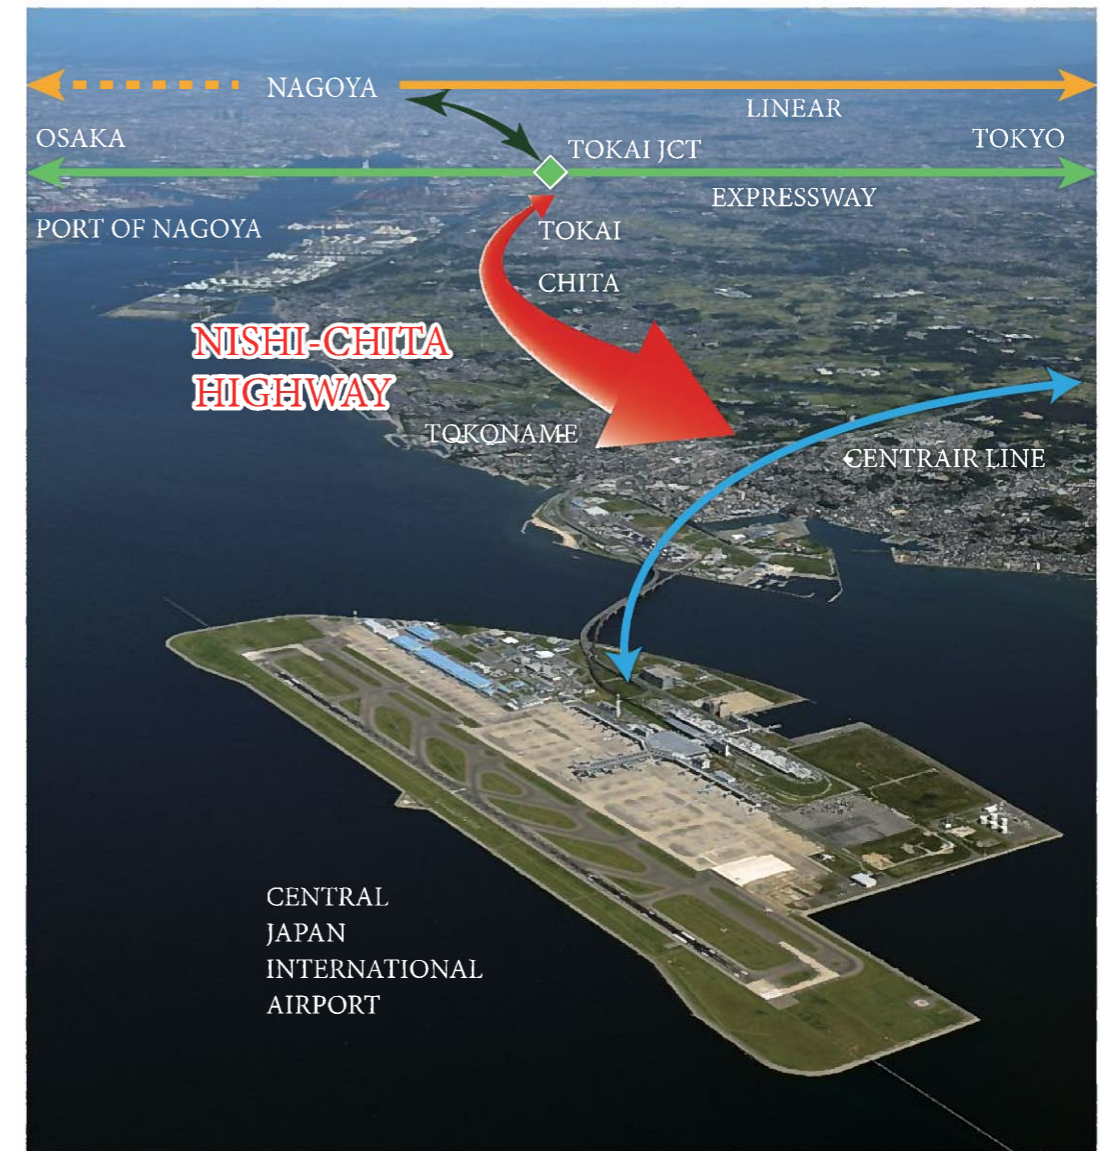 NAGOYA
LINEAR
OSAKA
TOKYO
TOKAI JCT
EXPRESSWAY
PORT OF NAGOYA
TOKAI
CHITA
NISHI-CHITA
HIGHWAY
TOKONAME
CENTRAIR LINE
CENTRAL
JAPAN
INTERNATIONAL
AIRPORT